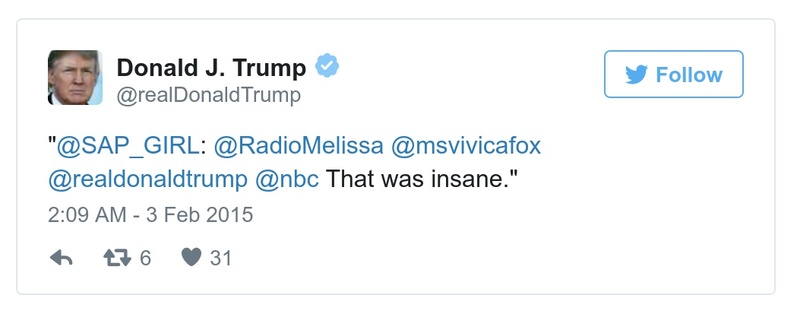 Donald J. Trump
@realDonaldTrump
Follow
"@SAP_GIRL: @RadioMelissa @msvivicafox
@realdonaldtrump @nbc That was insane."
2:09 AM - 3 Feb 2015
6 31